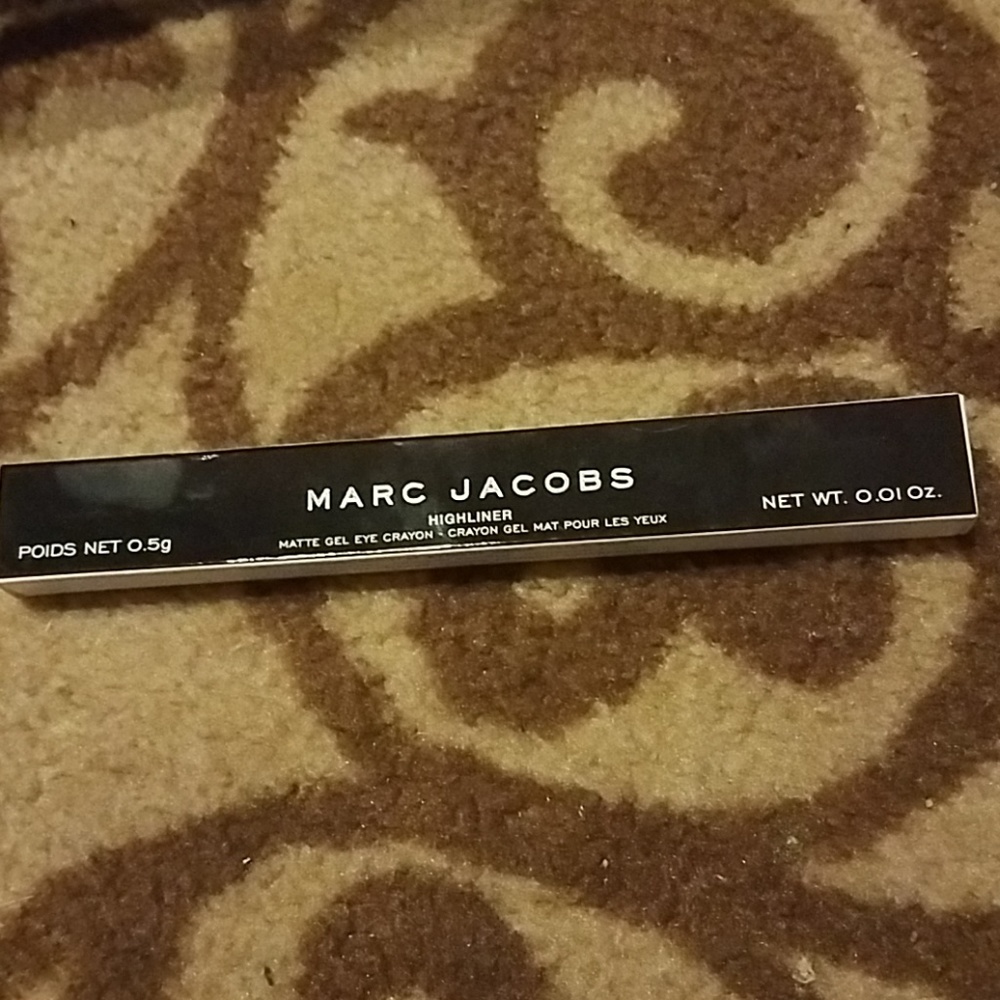 MARC JACOBS
HIGHLINER
MATTE GEL EYE CRAYON - CRAYON GEL MAT POUR LES YEUX
POIDS NET 0.5g
NET WT. 0.01 Oz.